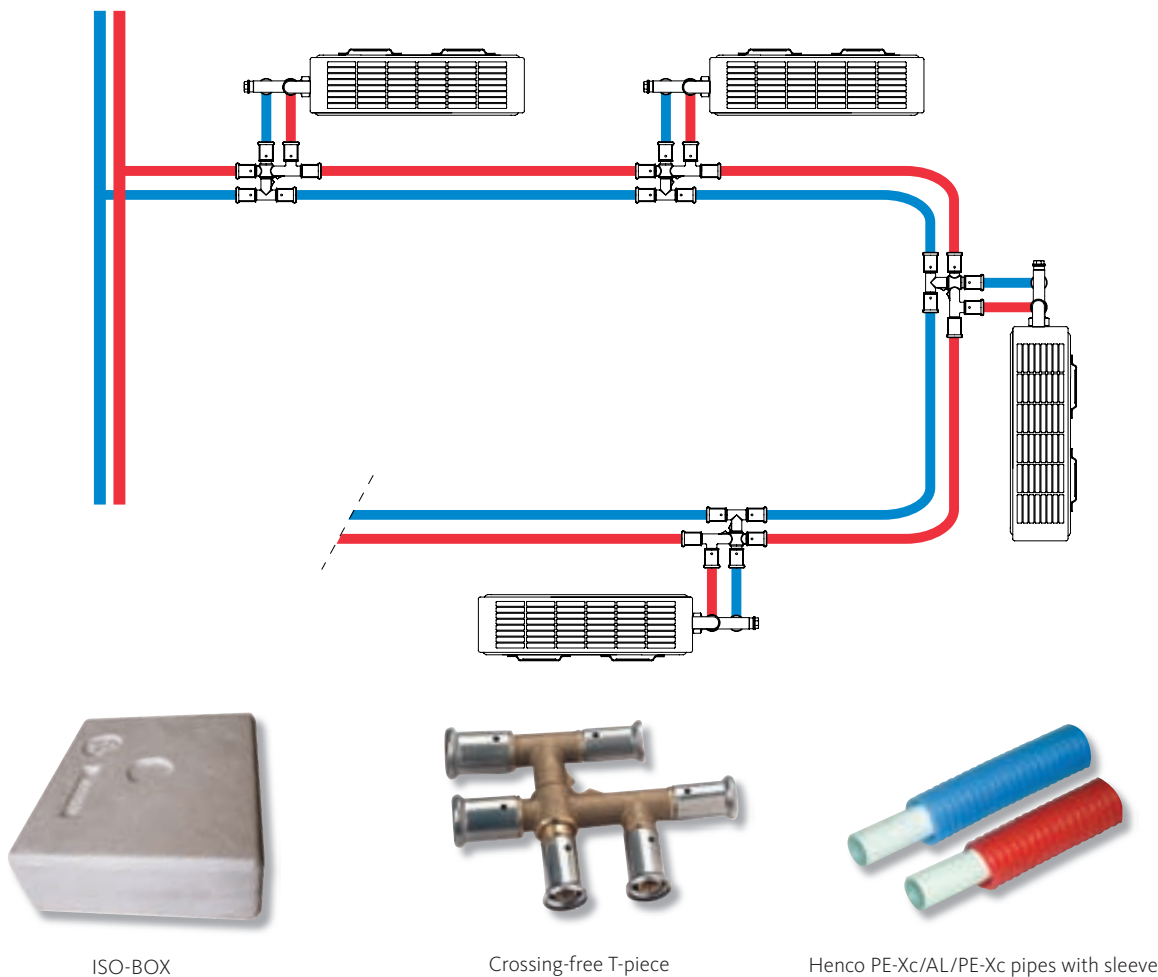 ISO-BOX
Crossing-free T-piece
Henco PE-Xc/AL/PE-Xc pipes with sleeve